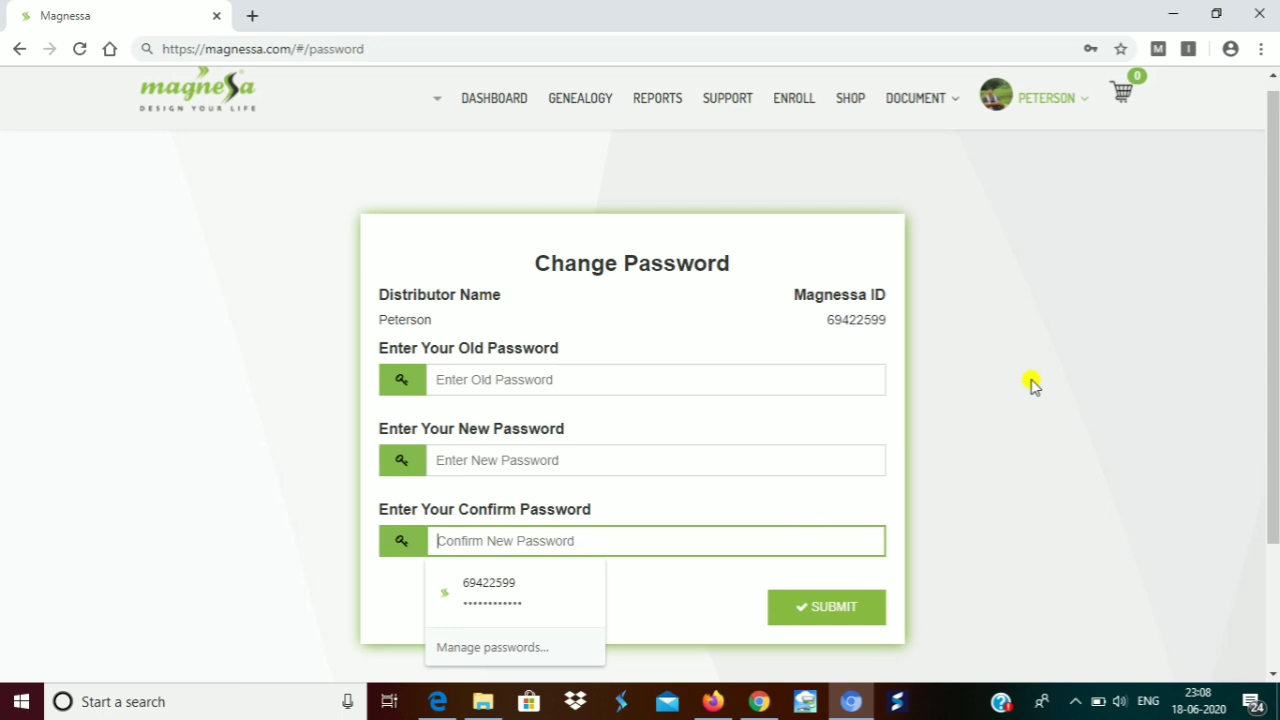 Magnessa
https://magnessa.com/#/password
M
I
magnessa
DESIGN YOUR LIFE
DASHBOARD GENEALOGY REPORTS SUPPORT ENROLL SHOP DOCUMENT PETERSON 0
Change Password
Distributor Name Magnessa ID
Peterson 69422599
Enter Your Old Password
Enter Old Password
Enter Your New Password
Enter New Password
Enter Your Confirm Password
Confirm New Password
69422599
••••••••••••
SUBMIT
Manage passwords...
Start a search
ENG
23:08
18-06-2020
24